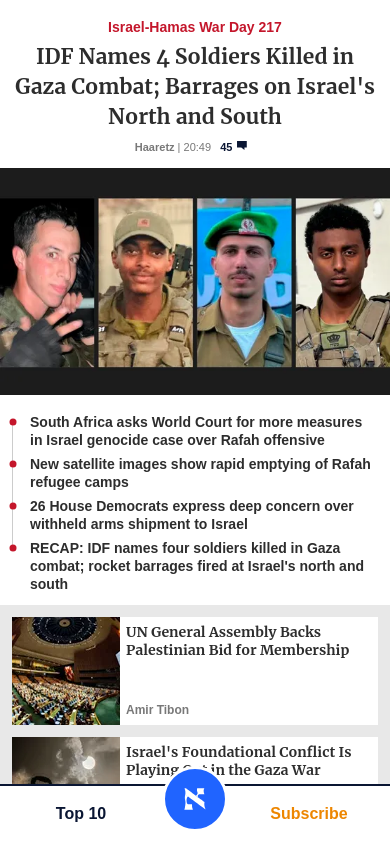 Israel-Hamas War Day 217
IDF Names 4 Soldiers Killed in
Gaza Combat; Barrages on Israel's
North and South
Haaretz | 20:49 45
South Africa asks World Court for more measures
in Israel genocide case over Rafah offensive
New satellite images show rapid emptying of Rafah
refugee camps
26 House Democrats express deep concern over
withheld arms shipment to Israel
RECAP: IDF names four soldiers killed in Gaza
combat; rocket barrages fired at Israel's north and
south
UN General Assembly Backs
Palestinian Bid for Membership
Amir Tibon
Israel's Foundational Conflict Is
Playing Out in the Gaza War
Top 10
Subscribe